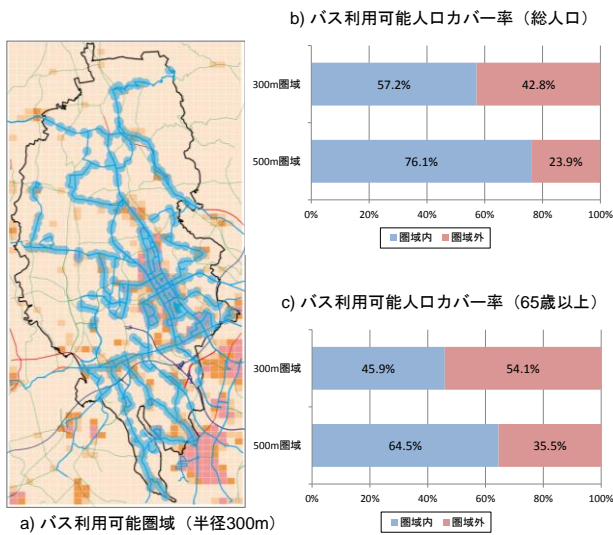 b) バス利用可能人口カバー率（総人口）
300m圏域
57.2%
42.8%
500m圏域
76.1%
23.9%
0%
20%
40%
60%
80%
100%
圏域内
圏域外
c) バス利用可能人口カバー率（65歳以上）
300m圏域
45.9%
54.1%
500m圏域
64.5%
35.5%
0%
20%
40%
60%
80%
100%
圏域内
圏域外
a) バス利用可能圏域（半径300m）